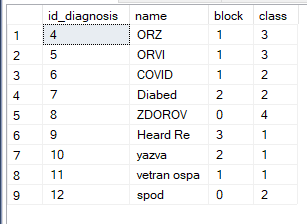 id_diagnosis name block class
1 4 ORZ 1 3
2 5 ORVI 1 3
3 6 COVID 1 2
4 7 Diabed 2 2
5 8 ZDOROV 0 4
6 9 Heard Re 3 1
7 10 yazva 2 1
8 11 vetran ospa 1 1
9 12 spod 0 2